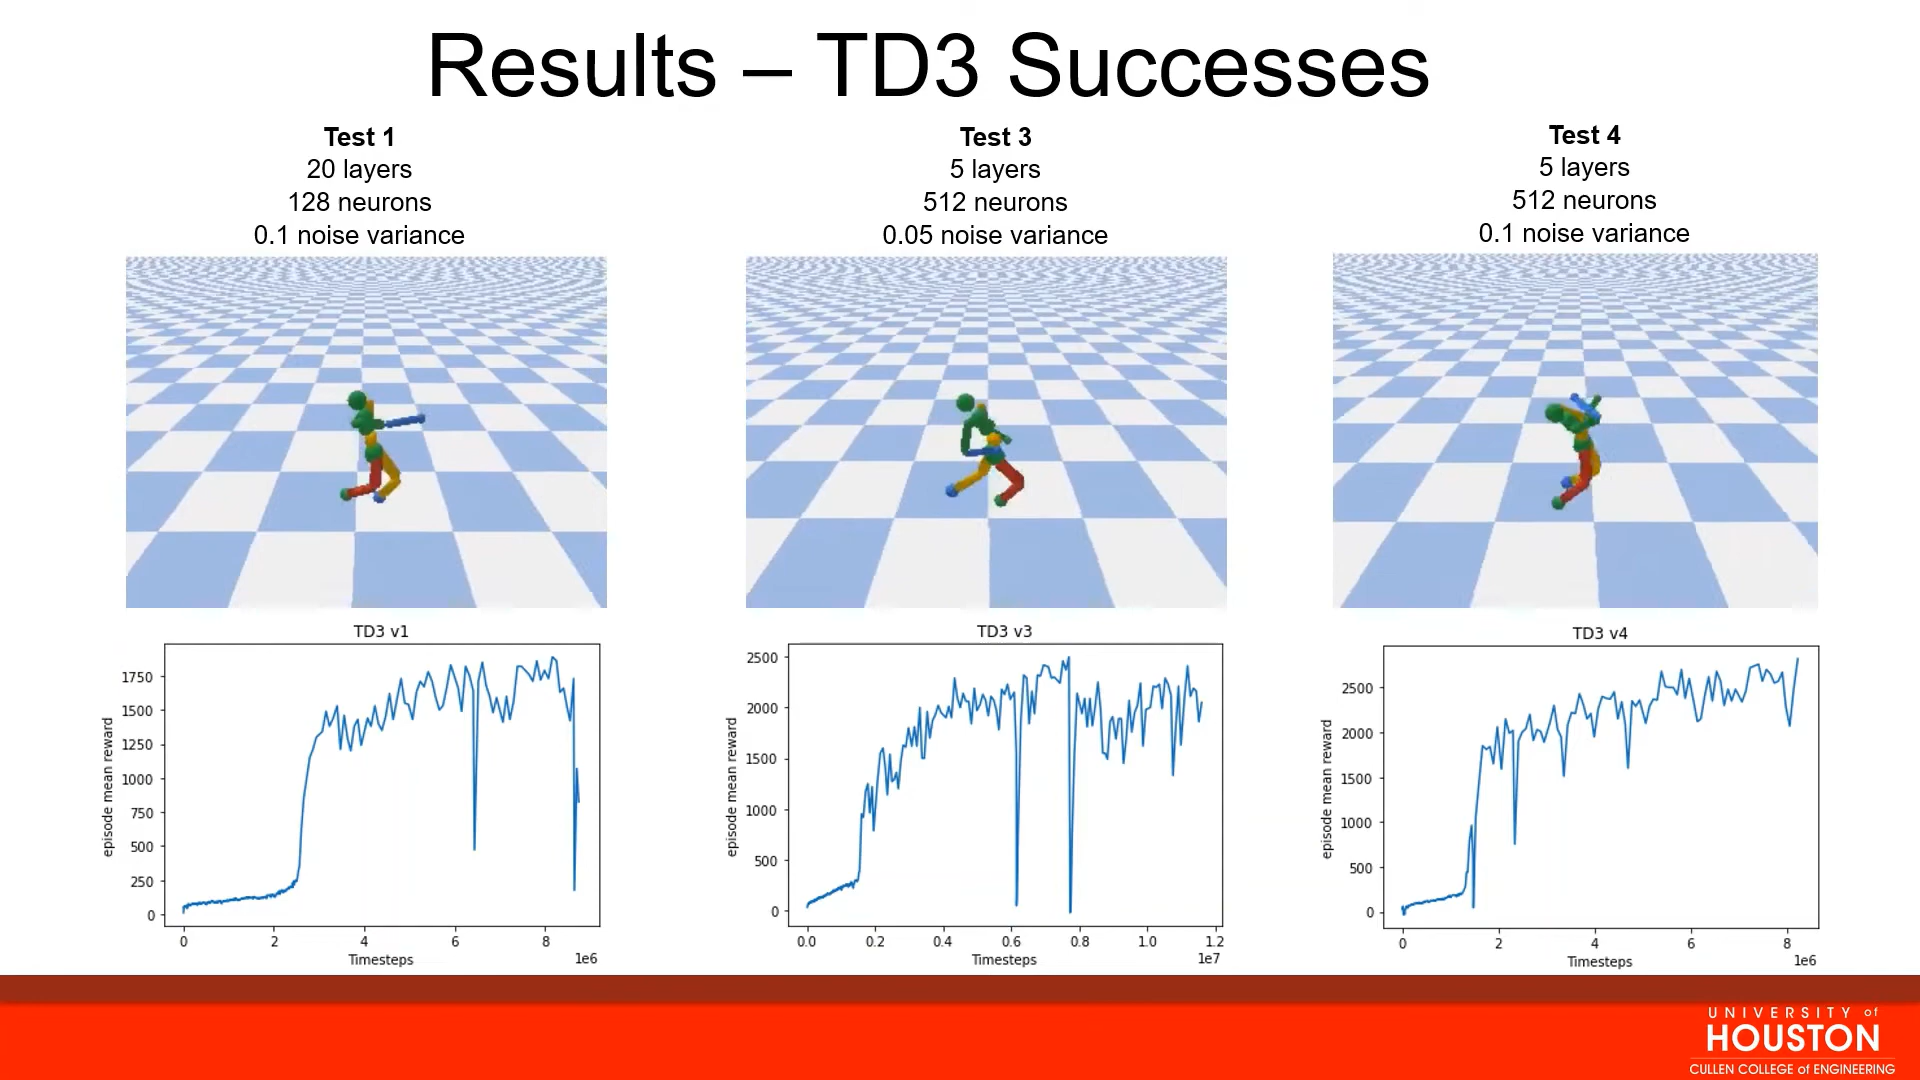 Results – TD3 Successes
Test 1
20 layers
128 neurons
0.1 noise variance
Test 3
5 layers
512 neurons
0.05 noise variance
Test 4
5 layers
512 neurons
0.1 noise variance
TD3 v1
episode mean reward
1750
1500
1250
1000
750
500
250
0
0 2 4 6 8
Timesteps
1e6
TD3 v3
episode mean reward
2500
2000
1500
1000
500
0
0.0 0.2 0.4 0.6 0.8 1.0 1.2
Timesteps
1e7
TD3 v4
episode mean reward
2500
2000
1500
1000
500
0
0 2 4 6 8
Timesteps
1e6
UNIVERSITY of
HOUSTON
CULLEN COLLEGE of ENGINEERING